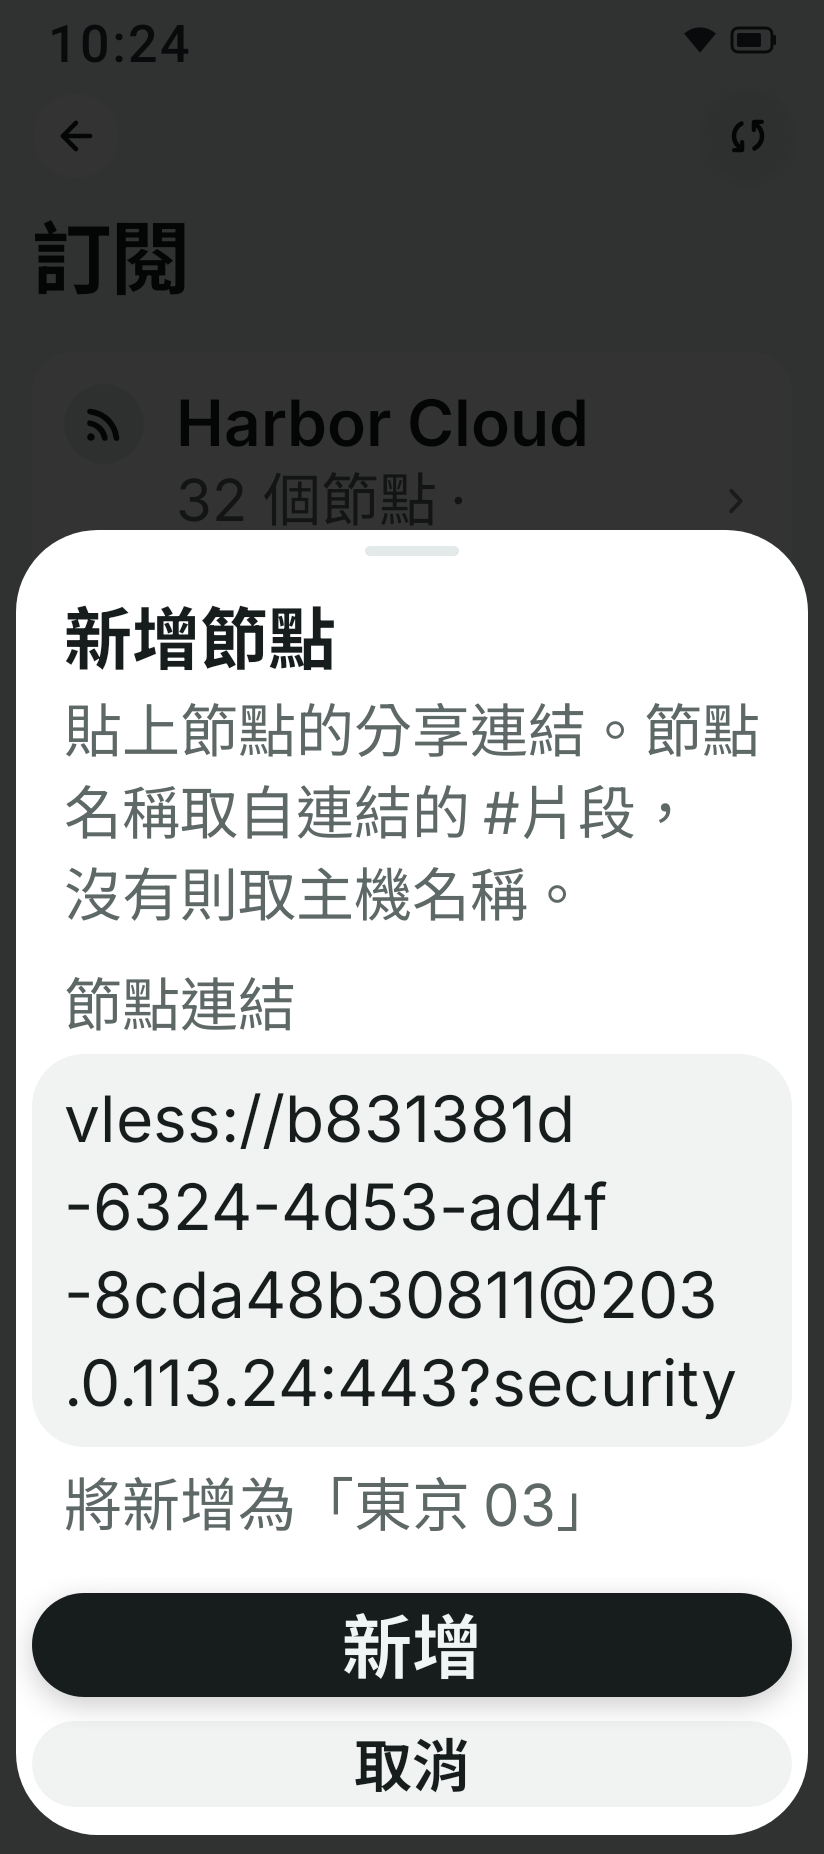 10:24
訂閱
Harbor Cloud
32 個節點 ·
新增節點
貼上節點的分享連結。節點
名稱取自連結的 #片段，
沒有則取主機名稱。
節點連結
vless://b831381d
-6324-4d53-ad4f
-8cda48b30811@203
.0.113.24:443?security
將新增為「東京 03」
新增
取消